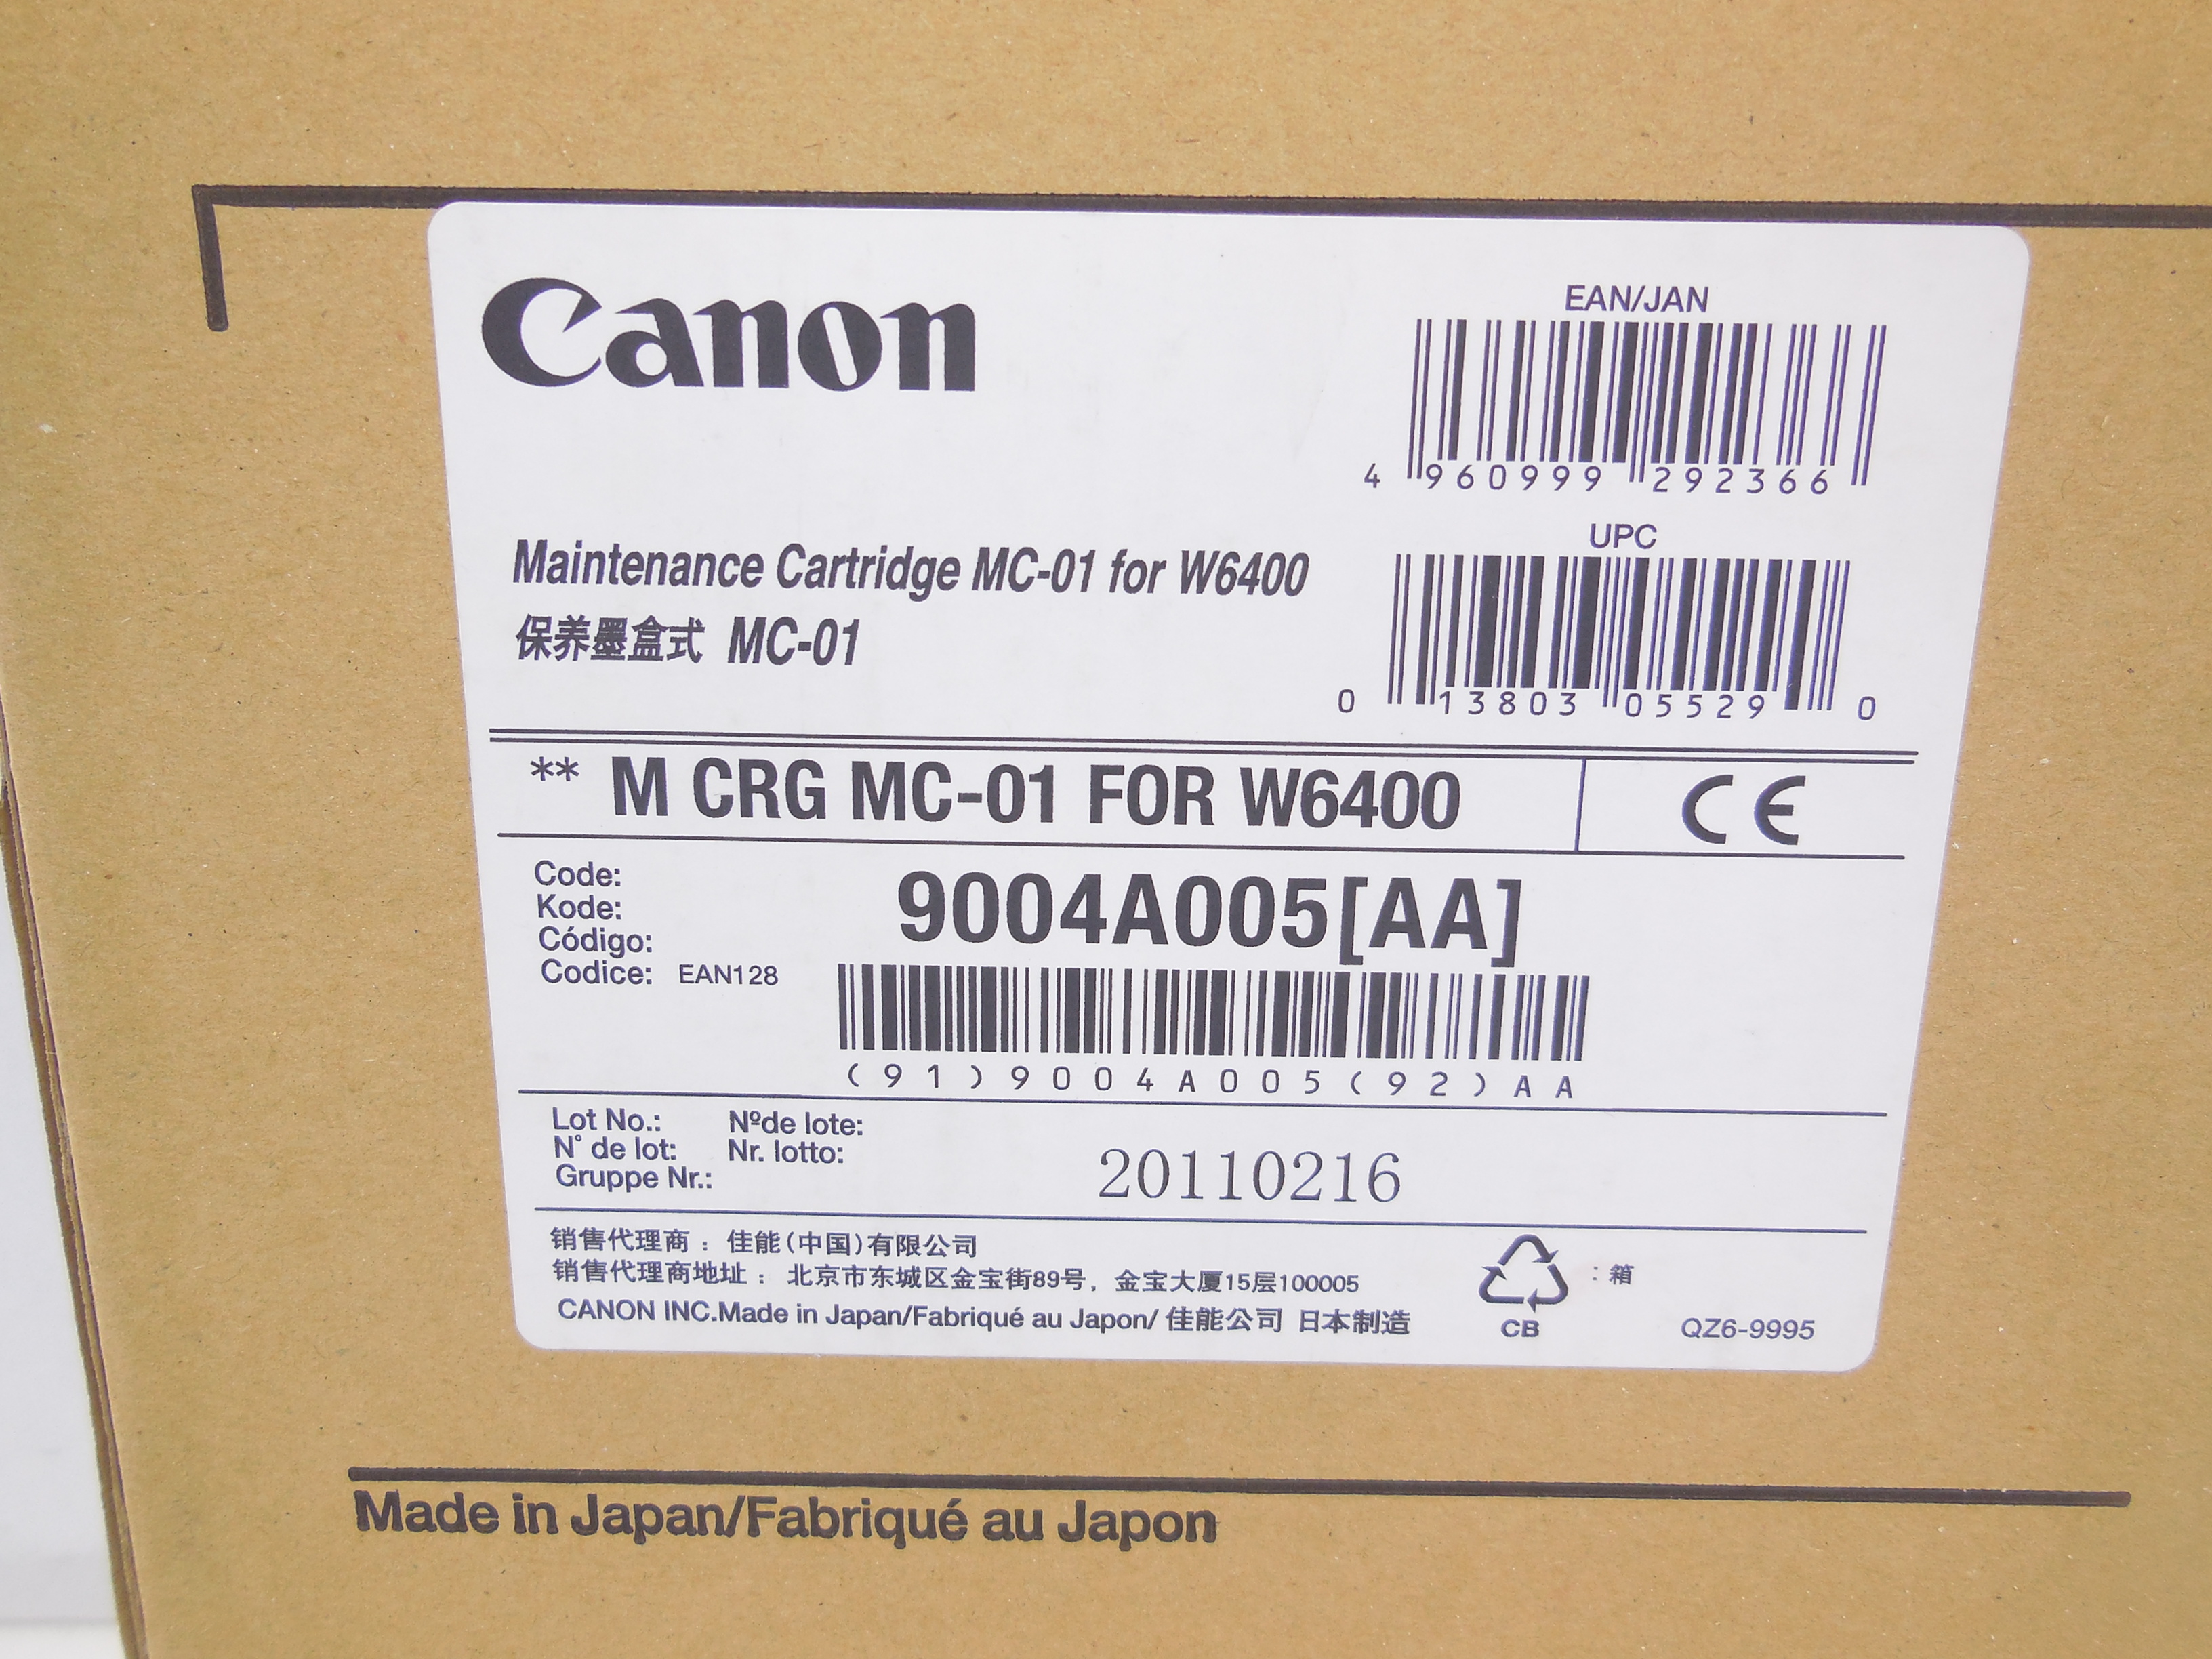 Canon
EAN/JAN
4 960999 292366
Maintenance Cartridge MC-01 for W6400
保养墨盒式 MC-01
UPC
0 13803 05529 0
** M CRG MC-01 FOR W6400
CE
Code:
Kode:
Código:
Codice: EAN128
9004A005[AA]
(91)9004A005(92)AA
Lot No.: Nºde lote:
N° de lot: Nr. lotto:
Gruppe Nr.:
20110216
销售代理商：佳能(中国)有限公司
销售代理商地址：北京市东城区金宝街89号，金宝大厦15层100005
CANON INC.Made in Japan/Fabriqué au Japon/ 佳能公司 日本制造
：箱
CB
QZ6-9995
Made in Japan/Fabriqué au Japon